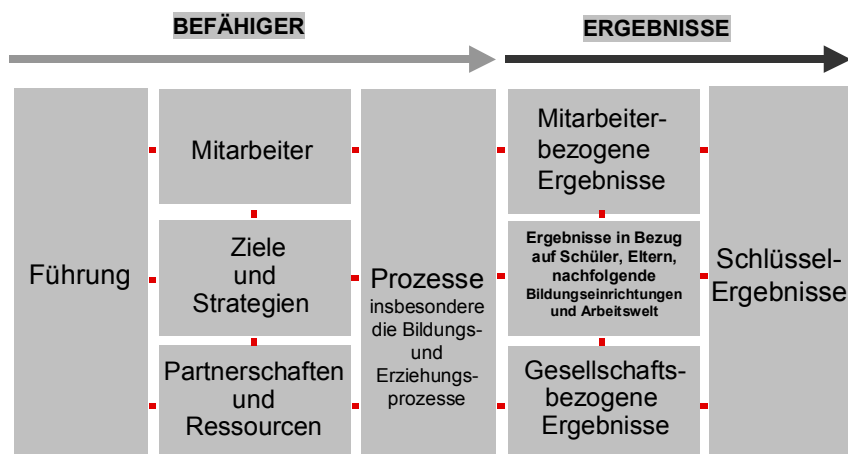 BEFÄHIGER
ERGEBNISSE
Führung
Mitarbeiter
Ziele
und
Strategien
Partnerschaften
und
Ressourcen
Prozesse
insbesondere
die Bildungs-
und
Erziehungs-
prozesse
Mitarbeiter-
bezogene
Ergebnisse
Ergebnisse in Bezug
auf Schüler, Eltern,
nachfolgende
Bildungseinrichtungen
und Arbeitswelt
Gesellschafts-
bezogene
Ergebnisse
Schlüssel-
Ergebnisse